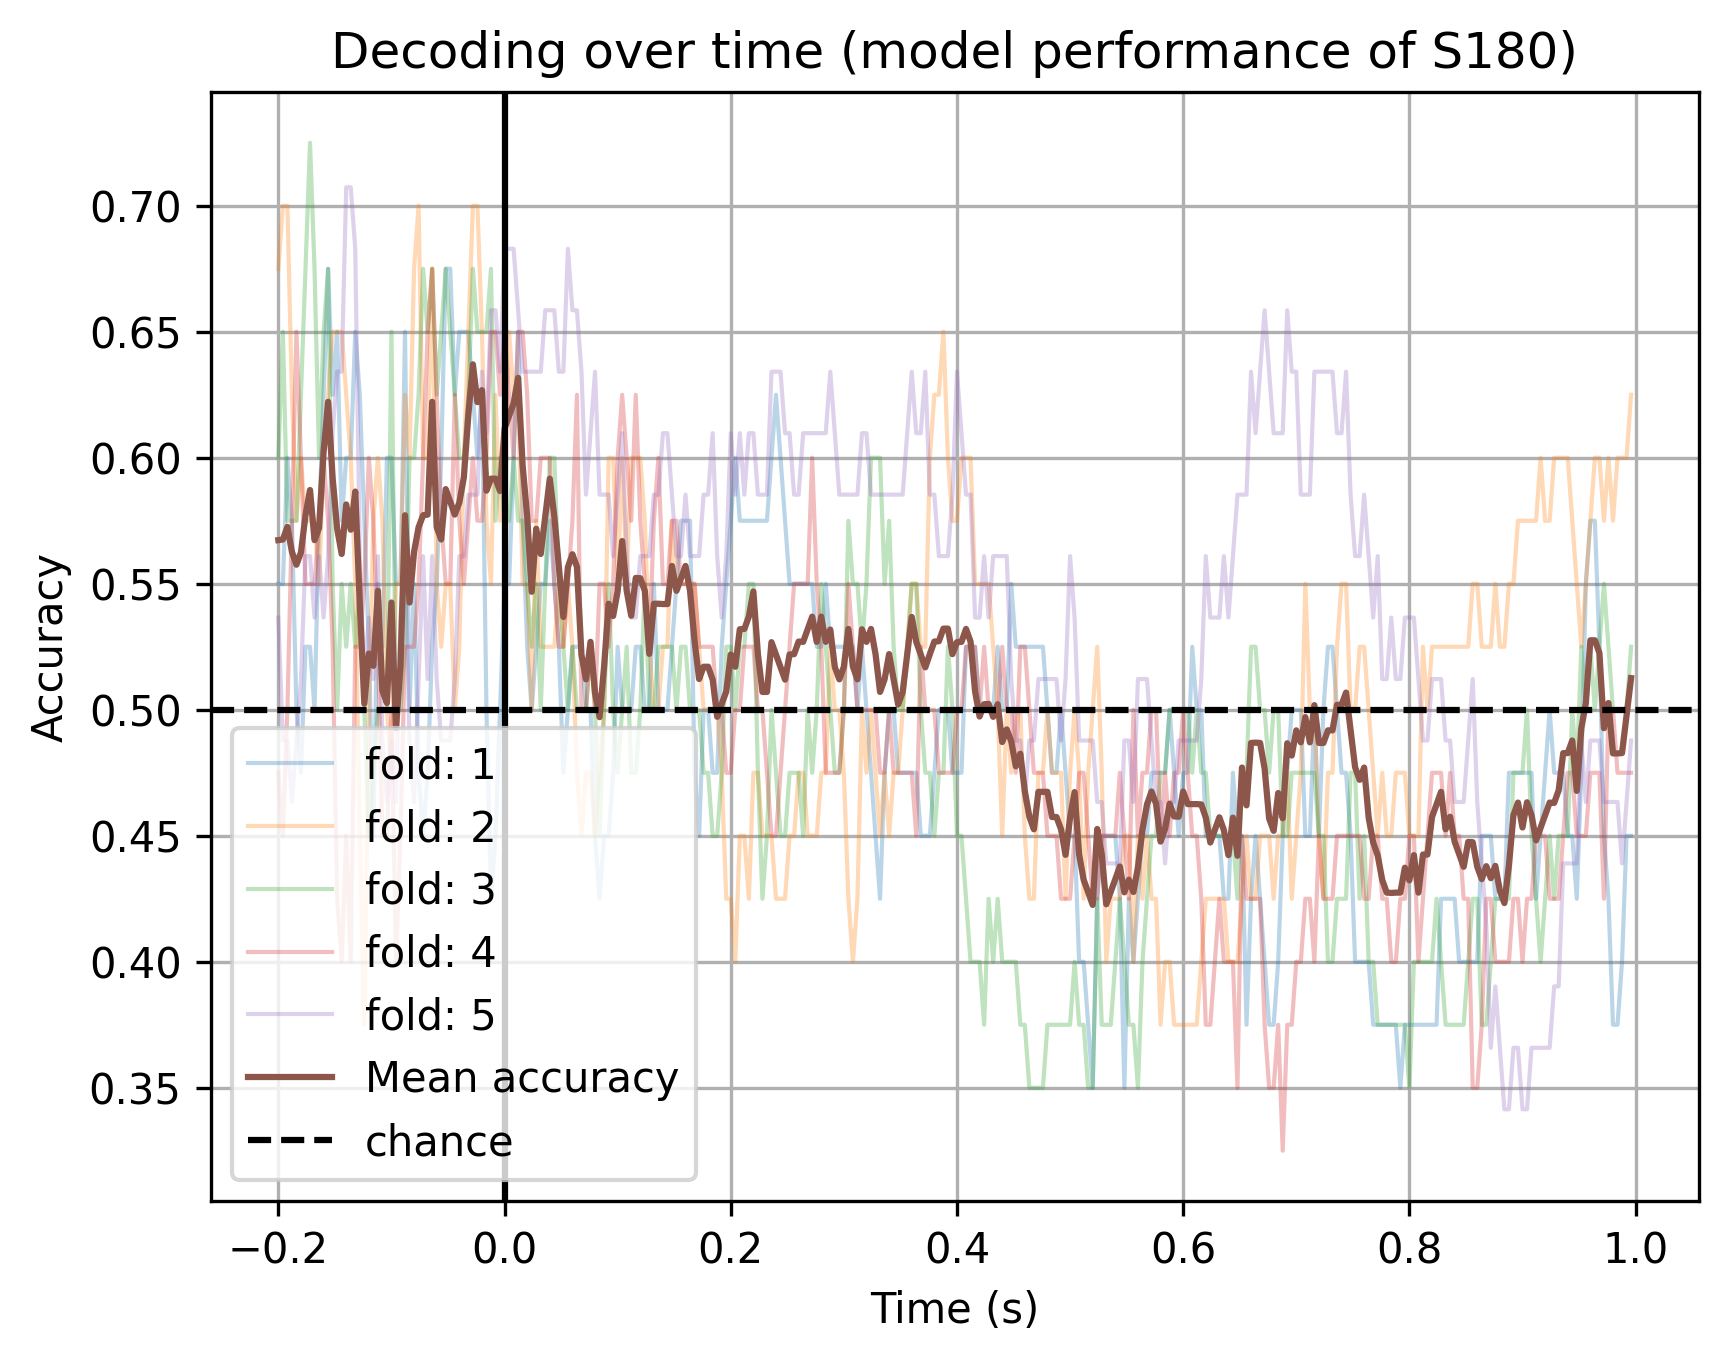 Decoding over time (model performance of S180)
Accuracy
0.70
0.65
0.60
0.55
0.50
0.45
0.40
0.35
fold: 1
fold: 2
fold: 3
fold: 4
fold: 5
Mean accuracy
chance
−0.2
0.0
0.2
0.4
0.6
0.8
1.0
Time (s)